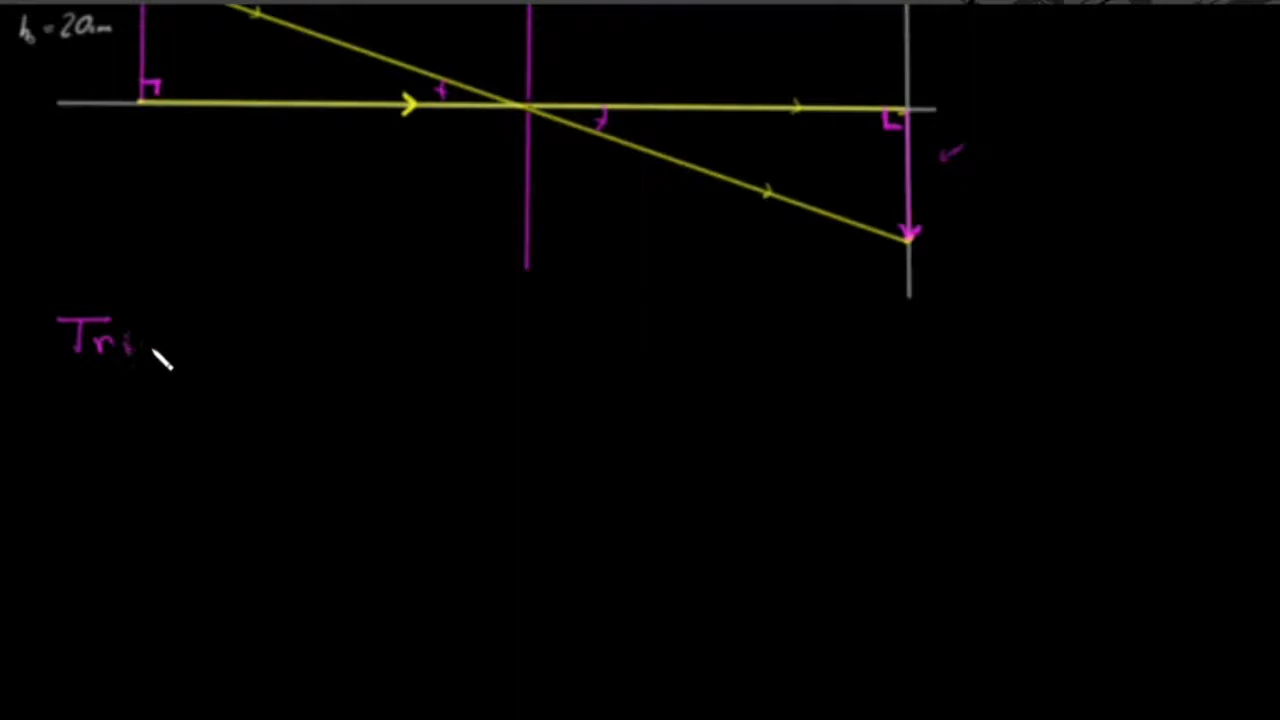 h₀ = 20cm
Tri